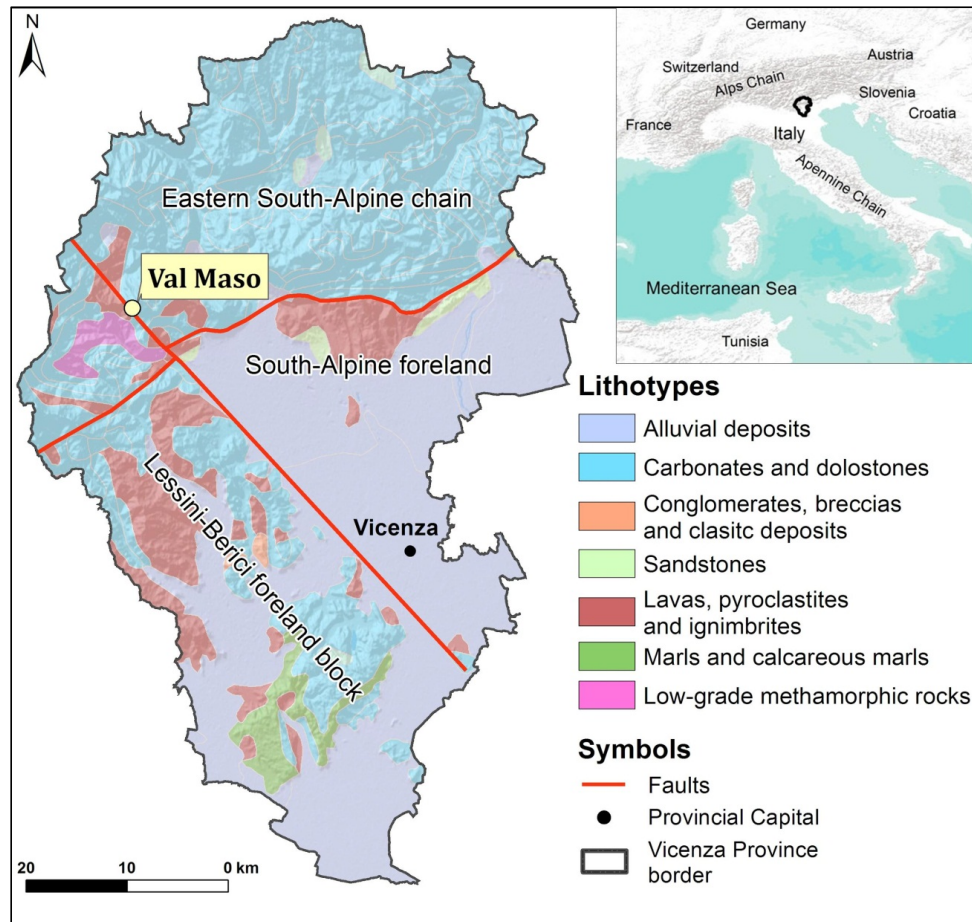 N
Eastern South-Alpine chain
Val Maso
South-Alpine foreland
Lessini-Berici foreland block
Vicenza
20 10 0 km
Germany
Austria
Switzerland
Alps Chain
Slovenia
Croatia
France
Italy
Apennine Chain
Mediterranean Sea
Tunisia
Lithotypes
Alluvial deposits
Carbonates and dolostones
Conglomerates, breccias
and clasitc deposits
Sandstones
Lavas, pyroclastites
and ignimbrites
Marls and calcareous marls
Low-grade methamorphic rocks
Symbols
Faults
Provincial Capital
Vicenza Province
border